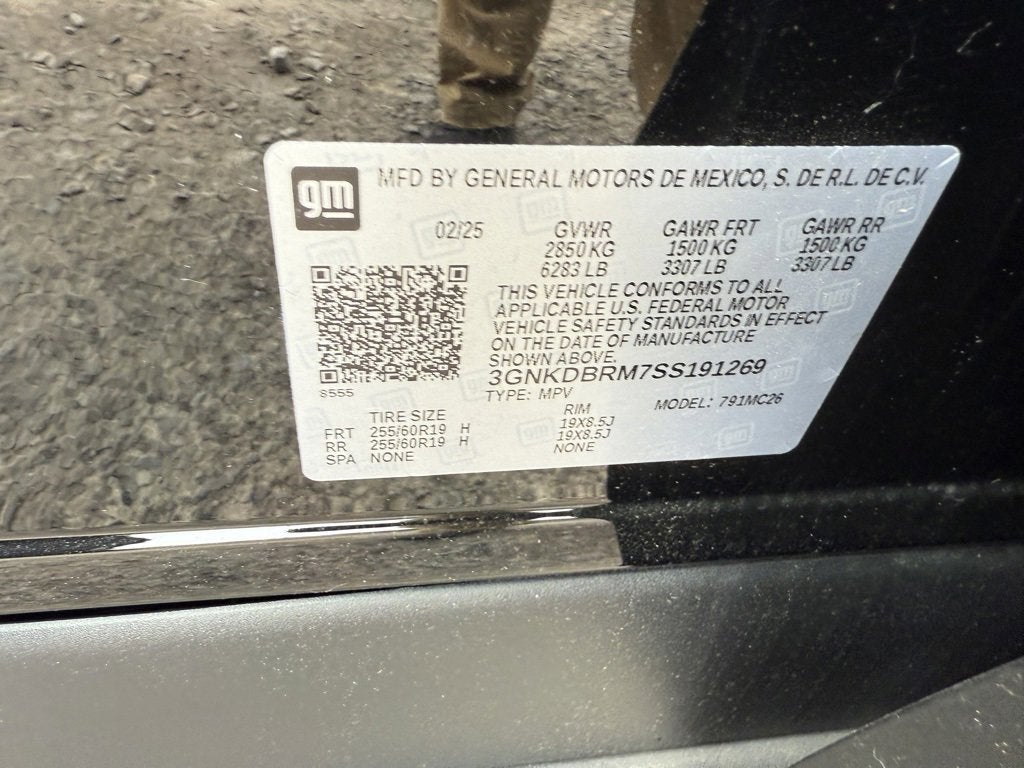 gm
MFD BY GENERAL MOTORS DE MEXICO, S. DE R.L. DE C.V.
02/25 GVWR GAWR FRT GAWR RR
2850 KG 1500 KG 1500 KG
6283 LB 3307 LB 3307 LB
THIS VEHICLE CONFORMS TO ALL
APPLICABLE U.S. FEDERAL MOTOR
VEHICLE SAFETY STANDARDS IN EFFECT
ON THE DATE OF MANUFACTURE
SHOWN ABOVE.
3GNKDBRM7SS191269
8555
TYPE: MPV MODEL: 791MC26
TIRE SIZE RIM
FRT 255/60R19 H 19X8.5J
RR 255/60R19 H 19X8.5J
SPA NONE NONE